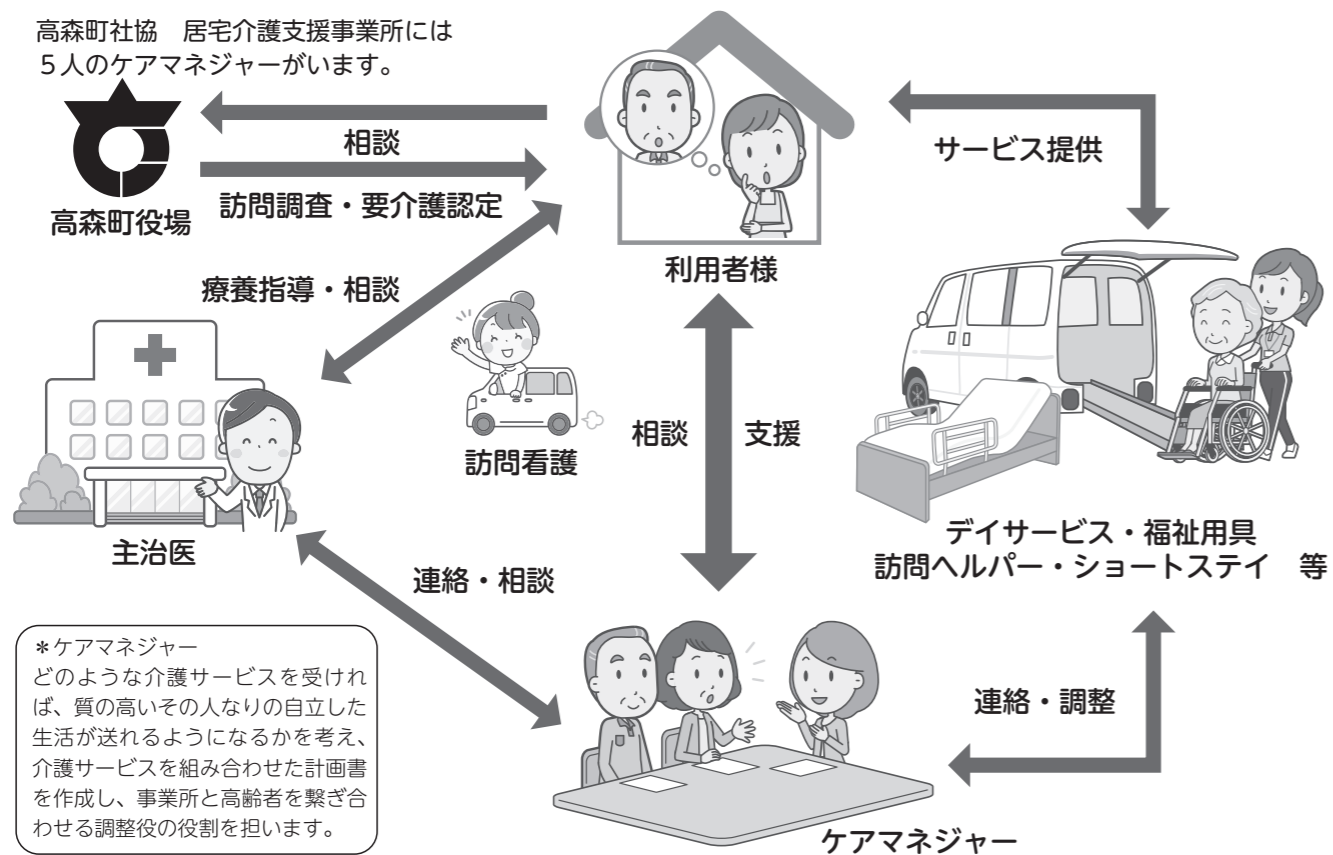 高森町社協　居宅介護支援事業所には
５人のケアマネジャーがいます。
相談
訪問調査・要介護認定
高森町役場
サービス提供
利用者様
療養指導・相談
訪問看護
相談
支援
主治医
デイサービス・福祉用具
訪問ヘルパー・ショートステイ　等
連絡・相談
連絡・調整
＊ケアマネジャー
どのような介護サービスを受けれ
ば、質の高いその人なりの自立した
生活が送れるようになるかを考え、
介護サービスを組み合わせた計画書
を作成し、事業所と高齢者を繋ぎ合
わせる調整役の役割を担います。
ケアマネジャー